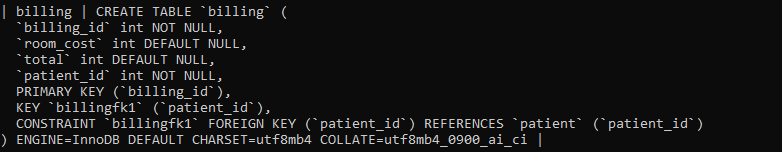 | billing | CREATE TABLE `billing` (
  `billing_id` int NOT NULL,
  `room_cost` int DEFAULT NULL,
  `total` int DEFAULT NULL,
  `patient_id` int NOT NULL,
  PRIMARY KEY (`billing_id`),
  KEY `billingfk1` (`patient_id`),
  CONSTRAINT `billingfk1` FOREIGN KEY (`patient_id`) REFERENCES `patient` (`patient_id`)
) ENGINE=InnoDB DEFAULT CHARSET=utf8mb4 COLLATE=utf8mb4_0900_ai_ci |